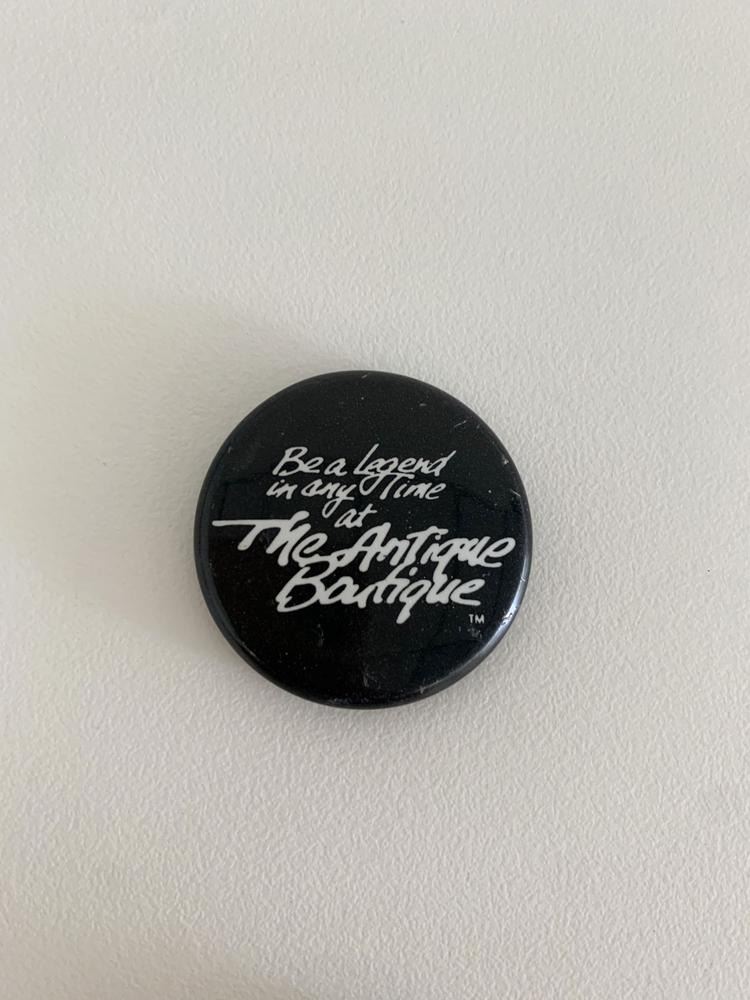 Be a Legend
in any Time
at
The Antique
Boutique
TM